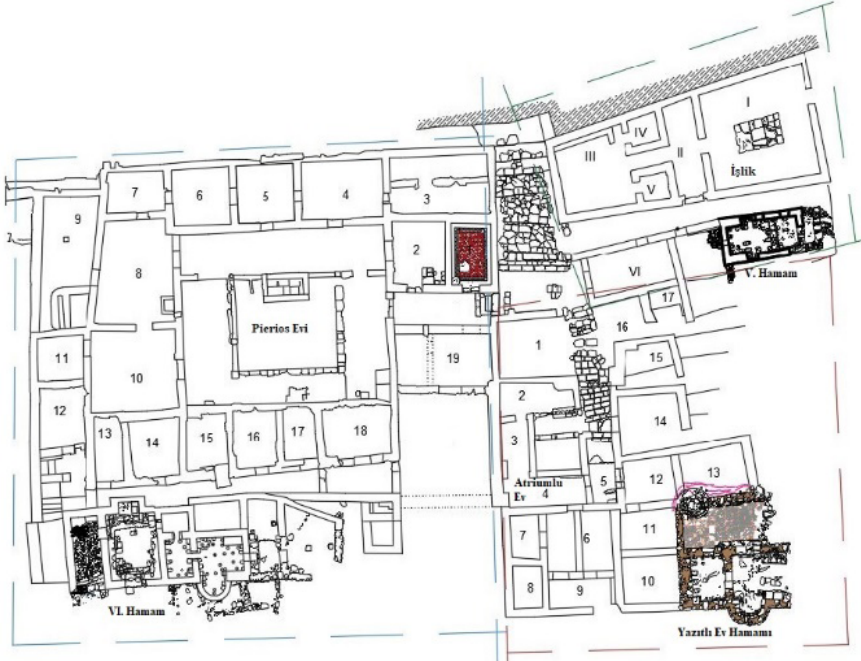 I
IV
III
II
V
İşlik
7
6
5
4
3
9
2
8
VI
V. Hamam
17
Pierios Evi
16
1
19
15
11
10
2
12
14
13
14
15
16
17
18
3
Atriumlu
Ev
4
5
12
13
7
6
11
8
9
10
VI. Hamam
Yazıtlı Ev Hamamı